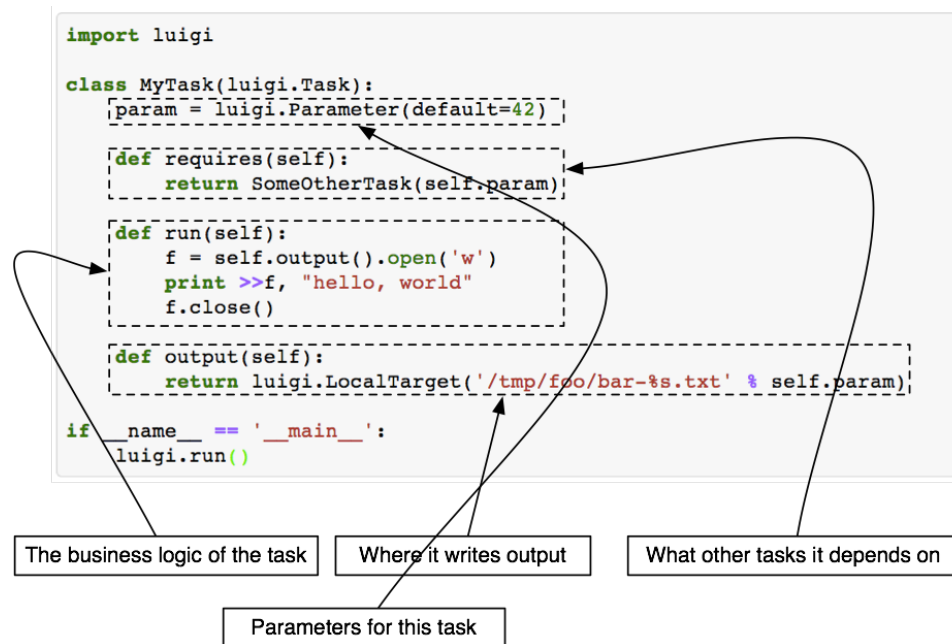 import luigi
class MyTask(luigi.Task):
param = luigi.Parameter(default=42)
def requires(self):
return SomeOtherTask(self.param)
def run(self):
f = self.output().open('w')
print >>f, "hello, world"
f.close()
def output(self):
return luigi.LocalTarget('/tmp/foo/bar-%s.txt' % self.param)
if __name__ == '__main__':
luigi.run()
The business logic of the task
Where it writes output
What other tasks it depends on
Parameters for this task